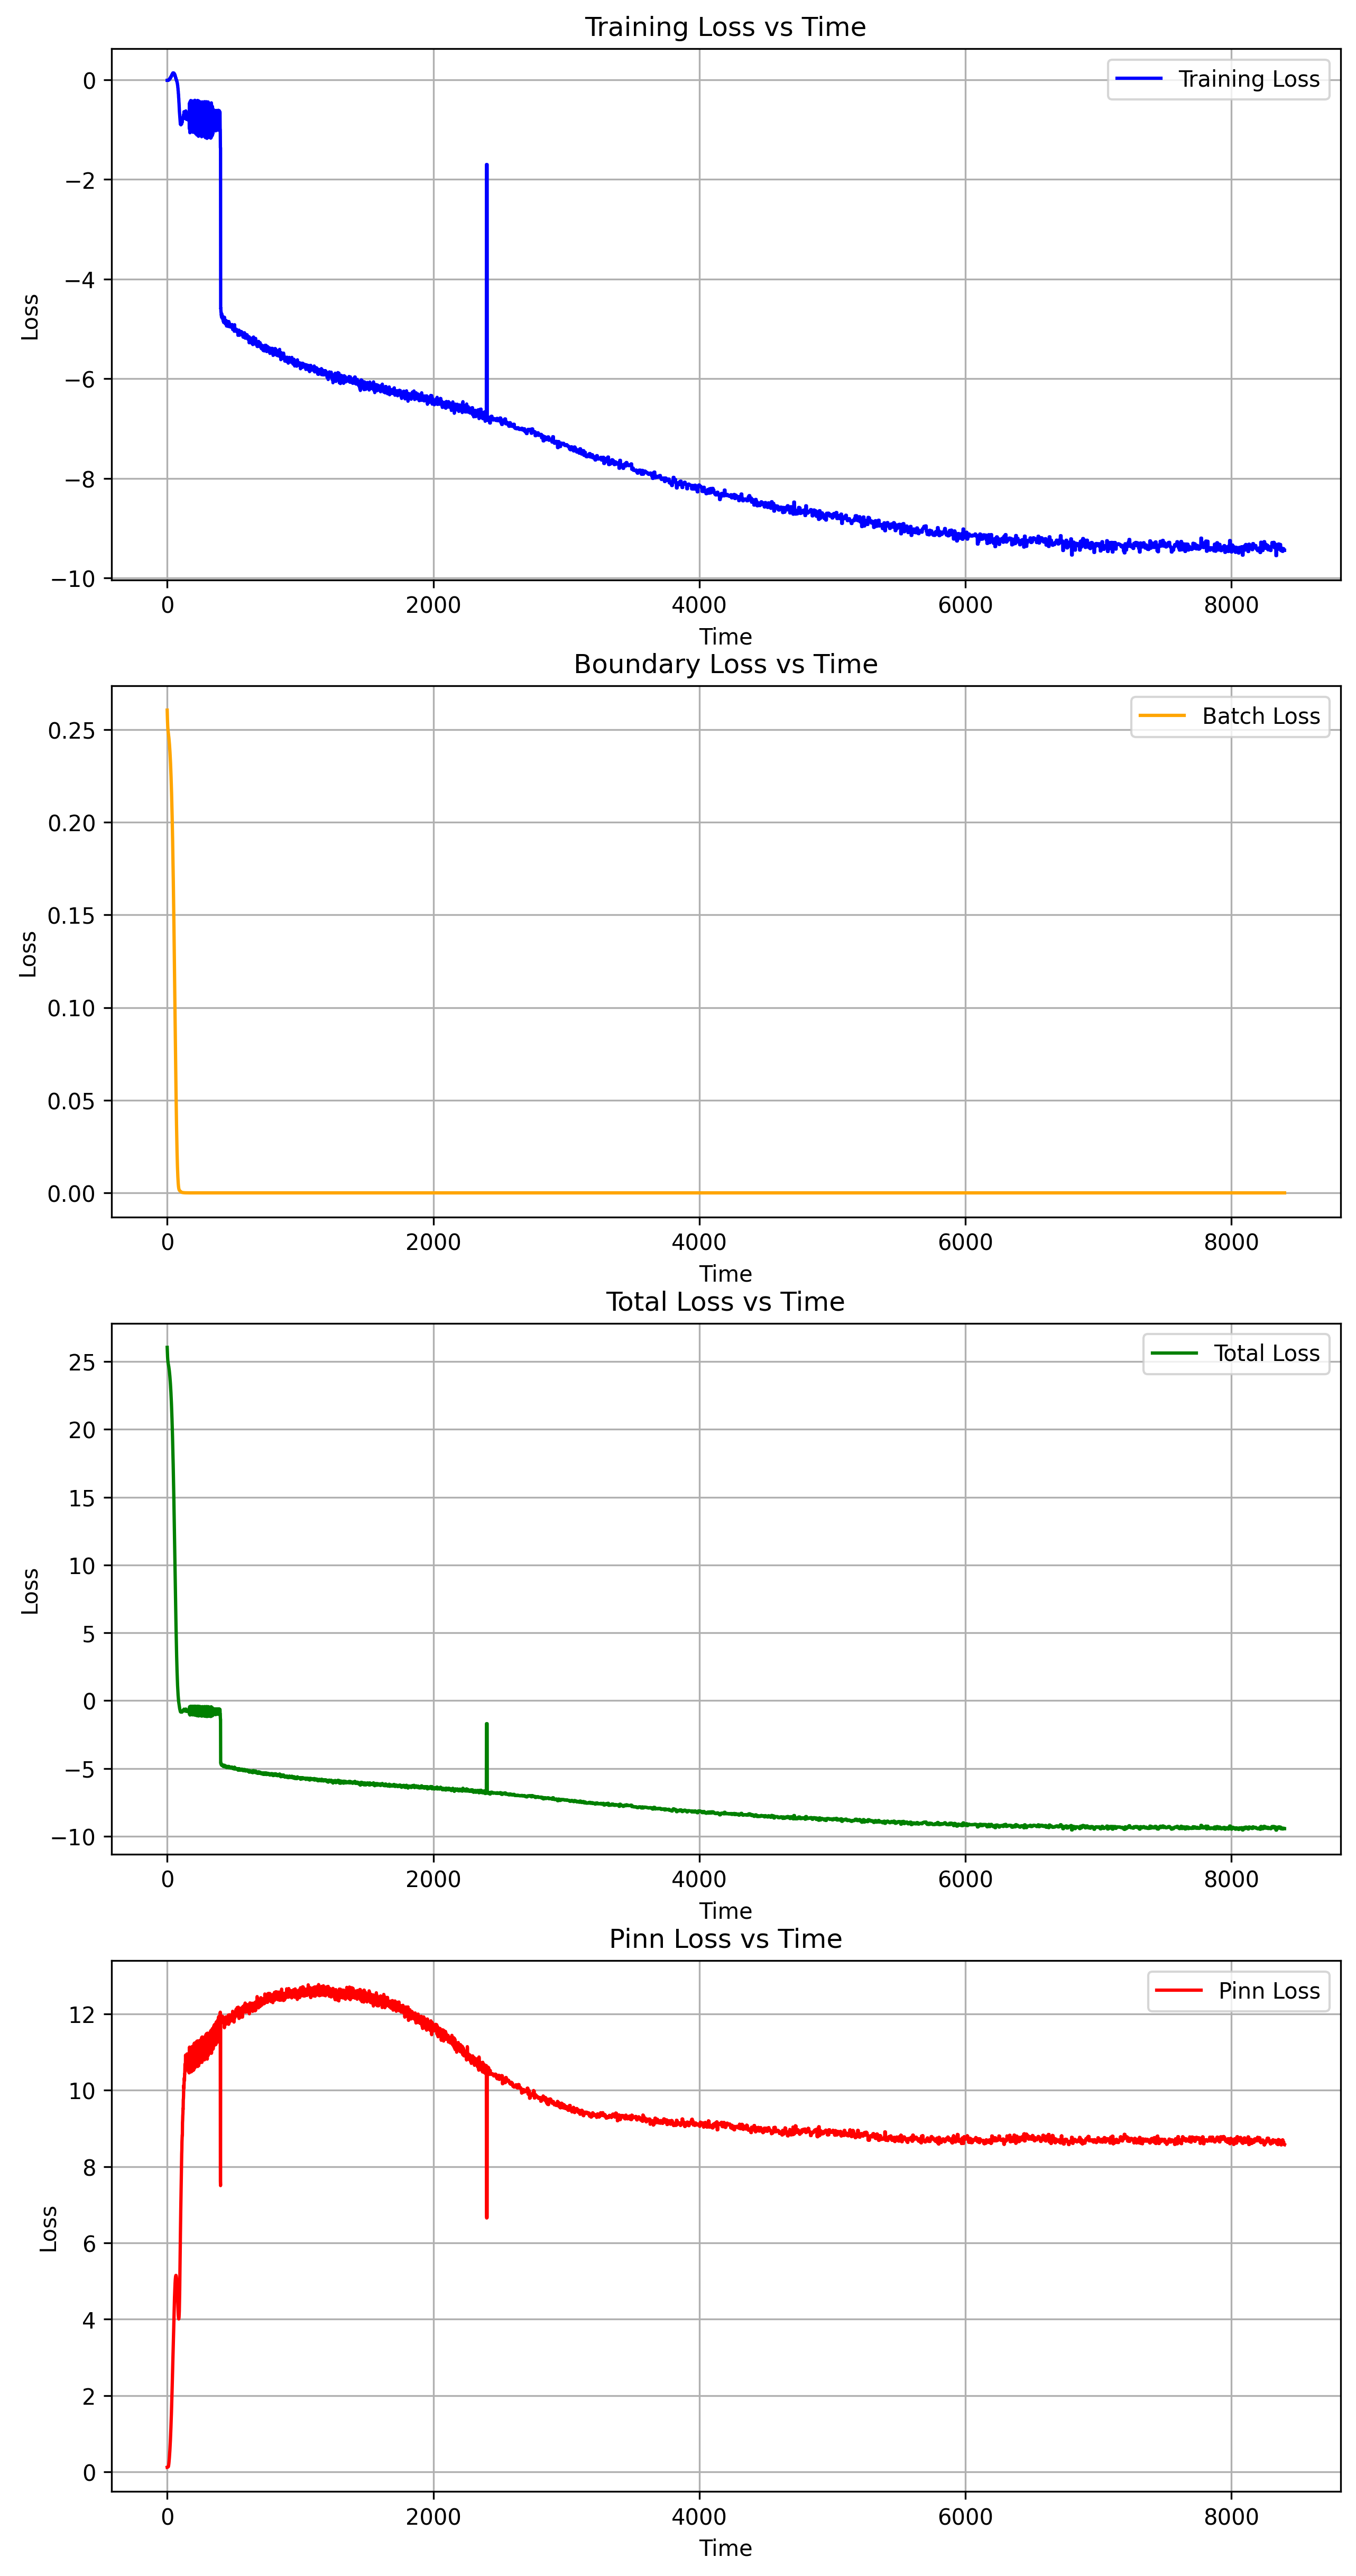 Training Loss vs Time
Training Loss
0
−2
−4
−6
−8
−10
Loss
0 2000 4000 6000 8000
Time
Boundary Loss vs Time
Batch Loss
0.25
0.20
0.15
0.10
0.05
0.00
Loss
0 2000 4000 6000 8000
Time
Total Loss vs Time
Total Loss
25
20
15
10
5
0
−5
−10
Loss
0 2000 4000 6000 8000
Time
Pinn Loss vs Time
Pinn Loss
12
10
8
6
4
2
0
Loss
0 2000 4000 6000 8000
Time